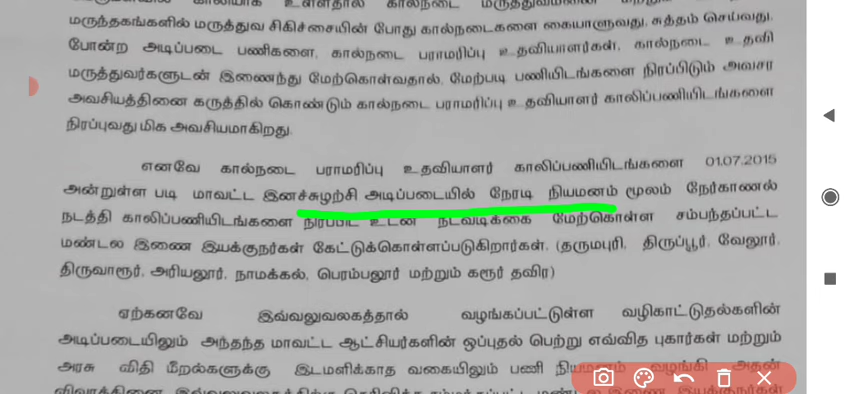 காலியாக உள்ளதால் கால்நடை
மருந்தகங்களில் மருத்துவ சிகிச்சையின் போது கால்நடைகளை கையாளுவது, சுத்தம் செய்வது,
போன்ற அடிப்படை பணிகளை, கால்நடை பராமரிப்பு உதவியாளர்கள், கால்நடை உதவி
மருத்துவர்களுடன் இணைந்து மேற்கொள்வதால், மேற்படி பணியிடங்களை நிரப்பிடும் அவசர
அவசியத்தினை கருத்தில் கொண்டும் கால்நடை பராமரிப்பு உதவியாளர் காலிப்பணியிடங்களை
நிரப்புவது மிக அவசியமாகிறது.
எனவே கால்நடை பராமரிப்பு உதவியாளர் காலிப்பணியிடங்களை 01.07.2015
அன்றுள்ள படி மாவட்ட இனச்சுழற்சி அடிப்படையில் நேரடி நியமனம் மூலம் நேர்காணல்
நடத்தி காலிப்பணியிடங்களை நிரப்பிட உடன் நடவடிக்கை மேற்கொள்ள சம்பந்தப்பட்ட
மண்டல இணை இயக்குநர்கள் கேட்டுக்கொள்ளப்படுகிறார்கள். (தருமபுரி, திருப்பூர், வேலூர்,
திருவாரூர், அரியலூர், நாமக்கல், பெரம்பலூர் மற்றும் கரூர் தவிர)
ஏற்கனவே இவ்வலுவலகத்தால் வழங்கப்பட்டுள்ள வழிகாட்டுதல்களின்
அடிப்படையிலும் அந்தந்த மாவட்ட ஆட்சியர்களின் ஒப்புதல் பெற்று எவ்வித புகார்கள் மற்றும்
அரசு விதி மீறல்களுக்கு இடமளிக்காத வகையிலும் பணி நியமனம் வழங்கி அதன்